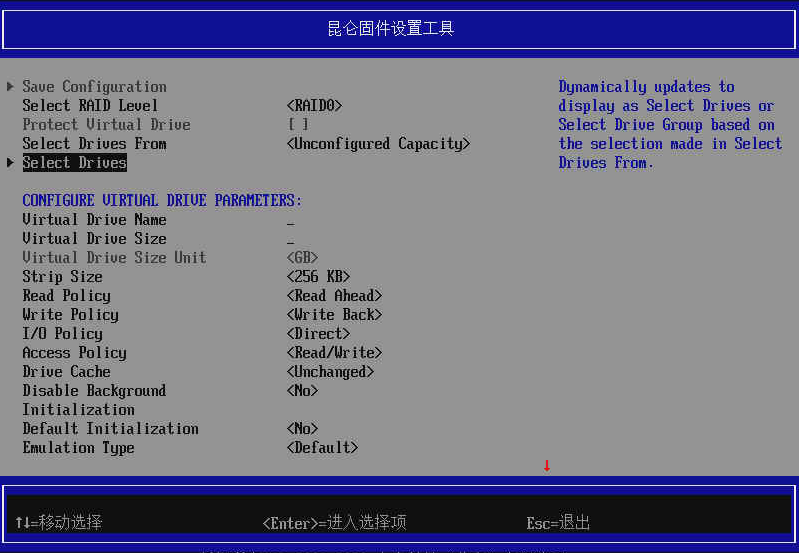 昆仑固件设置工具
Save Configuration
Select RAID Level <RAID0>
Protect Virtual Drive [ ]
Select Drives From <Unconfigured Capacity>
Select Drives
CONFIGURE VIRTUAL DRIVE PARAMETERS:
Virtual Drive Name _
Virtual Drive Size _
Virtual Drive Size Unit <GB>
Strip Size <256 KB>
Read Policy <Read Ahead>
Write Policy <Write Back>
I/O Policy <Direct>
Access Policy <Read/Write>
Drive Cache <Unchanged>
Disable Background <No>
Initialization
Default Initialization <No>
Emulation Type <Default>
Dynamically updates to
display as Select Drives or
Select Drive Group based on
the selection made in Select
Drives From.
↑↓=移动选择 <Enter>=进入选择项 Esc=退出